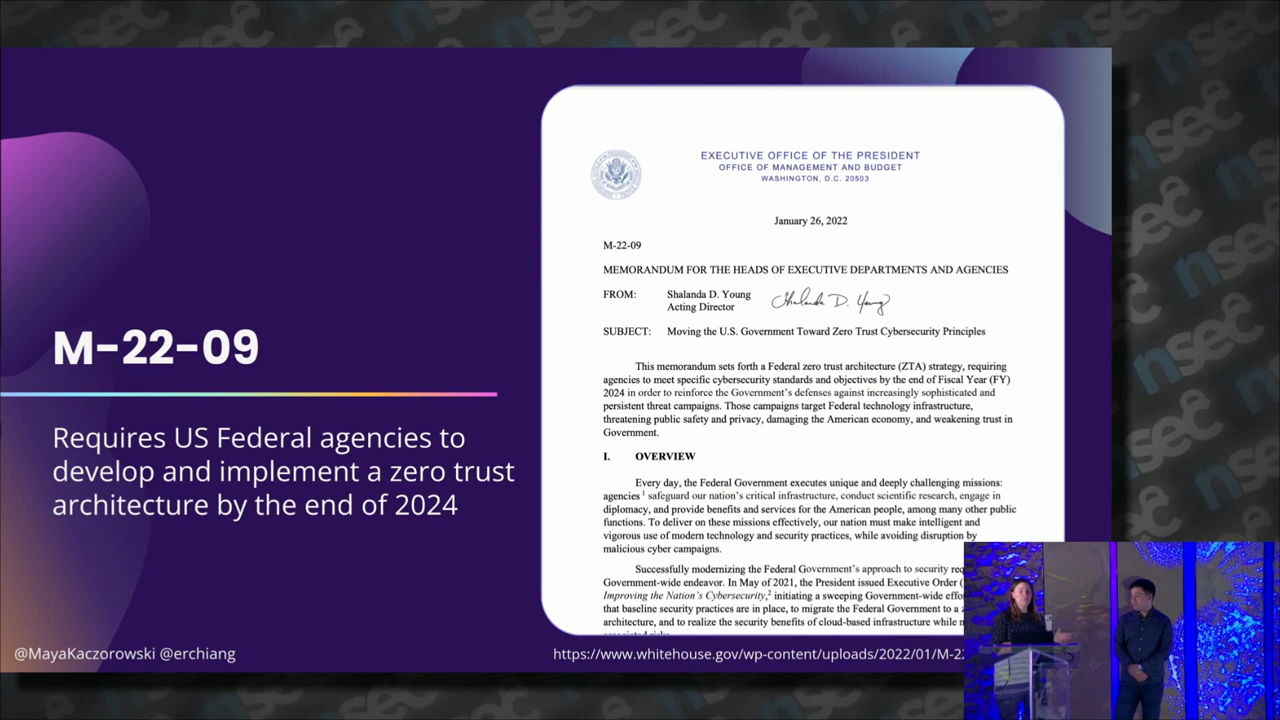 M-22-09
Requires US Federal agencies to
develop and implement a zero trust
architecture by the end of 2024
@MayaKaczorowski @erchiang
EXECUTIVE OFFICE OF THE PRESIDENT
OFFICE OF MANAGEMENT AND BUDGET
WASHINGTON, D.C. 20503
January 26, 2022
M-22-09
MEMORANDUM FOR THE HEADS OF EXECUTIVE DEPARTMENTS AND AGENCIES
FROM: Shalanda D. Young
Shalanda D. Young
Acting Director
SUBJECT: Moving the U.S. Government Toward Zero Trust Cybersecurity Principles
This memorandum sets forth a Federal zero trust architecture (ZTA) strategy, requiring
agencies to meet specific cybersecurity standards and objectives by the end of Fiscal Year (FY)
2024 in order to reinforce the Government's defenses against increasingly sophisticated and
persistent threat campaigns. Those campaigns target Federal technology infrastructure,
threatening public safety and privacy, damaging the American economy, and weakening trust in
Government.
I. OVERVIEW
Every day, the Federal Government executes unique and deeply challenging missions:
agencies 1 safeguard our nation's critical infrastructure, conduct scientific research, engage in
diplomacy, and provide benefits and services for the American people, among many other public
functions. To deliver on these missions effectively, our nation must make intelligent and
vigorous use of modern technology and security practices, while avoiding disruption by
malicious cyber campaigns.
Successfully modernizing the Federal Government's approach to security req
Government-wide endeavor. In May of 2021, the President issued Executive Order (
Improving the Nation's Cybersecurity,2 initiating a sweeping Government-wide effo
that baseline security practices are in place, to migrate the Federal Government to a z
architecture, and to realize the security benefits of cloud-based infrastructure while m
https://www.whitehouse.gov/wp-content/uploads/2022/01/M-22
nsec